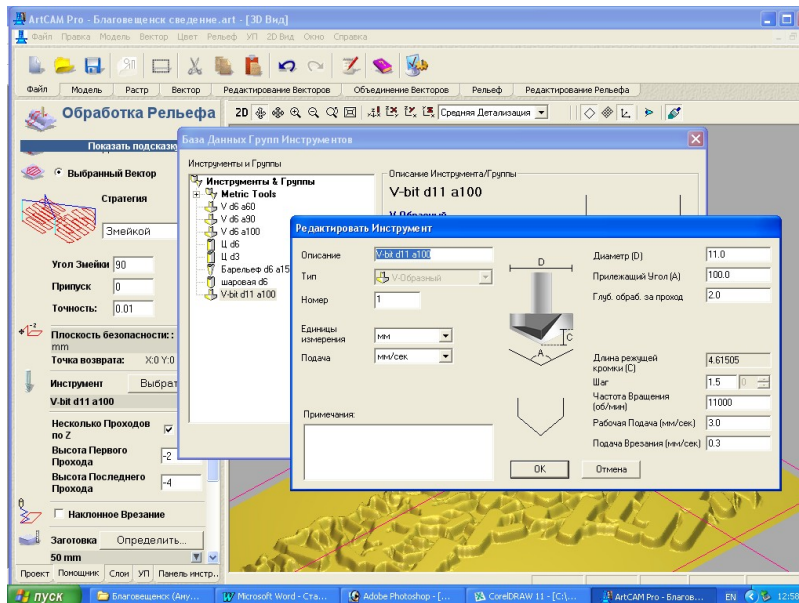 ArtCAM Pro - Благовещенск сведение.art - [3D Вид]
Файл Правка Модель Вектор Цвет Рельеф УП 2D Вид Окно Справка
Файл Модель Растр Вектор Редактирование Векторов Объединение Векторов Рельеф Редактирование Рельефа
Обработка Рельефа
2D Средняя Детализация
Показать подсказку
Выбранный Вектор
Стратегия
Змейкой
Угол Змейки 90
Припуск 0
Точность: 0.01
Плоскость безопасности: :
mm
Точка возврата: X:0 Y:0
Инструмент Выбрат
V-bit d11 a100
Несколько Проходов
по Z
Высота Первого
Прохода -2
Высота Последнего
Прохода -4
Наклонное Врезание
Заготовка Определить...
50 mm
Проект Помощник Слои УП Панель инстр..
База Данных Групп Инструментов
Инструменты и Группы
Инструменты & Группы
Metric Tools
V d6 a60
V d6 a90
V d6 a100
Ц d6
Ц d3
Барельеф d6 a15
шаровая d6
V-bit d11 a100
Описание Инструмента/Группы
V-bit d11 a100
V-Образный
Редактировать Инструмент
Описание V-bit d11 a100
Тип V-Образный
Номер 1
Единицы
измерения мм
Подача мм/сек
Примечания:
D
C
A
Диаметр (D) 11.0
Прилежащий Угол (A) 100.0
Глуб. обраб. за проход 2.0
Длина режущей
кромки (C) 4.61505
Шаг 1.5 0
Частота Вращения
(об/мин) 11000
Рабочая Подача (мм/сек) 3.0
Подача Врезания (мм/сек) 0.3
OK Отмена
пуск Благовещенск (Ану... Microsoft Word - Ста... Adobe Photoshop - [... CorelDRAW 11 - [C:\... ArtCAM Pro - Благов... EN 12:58